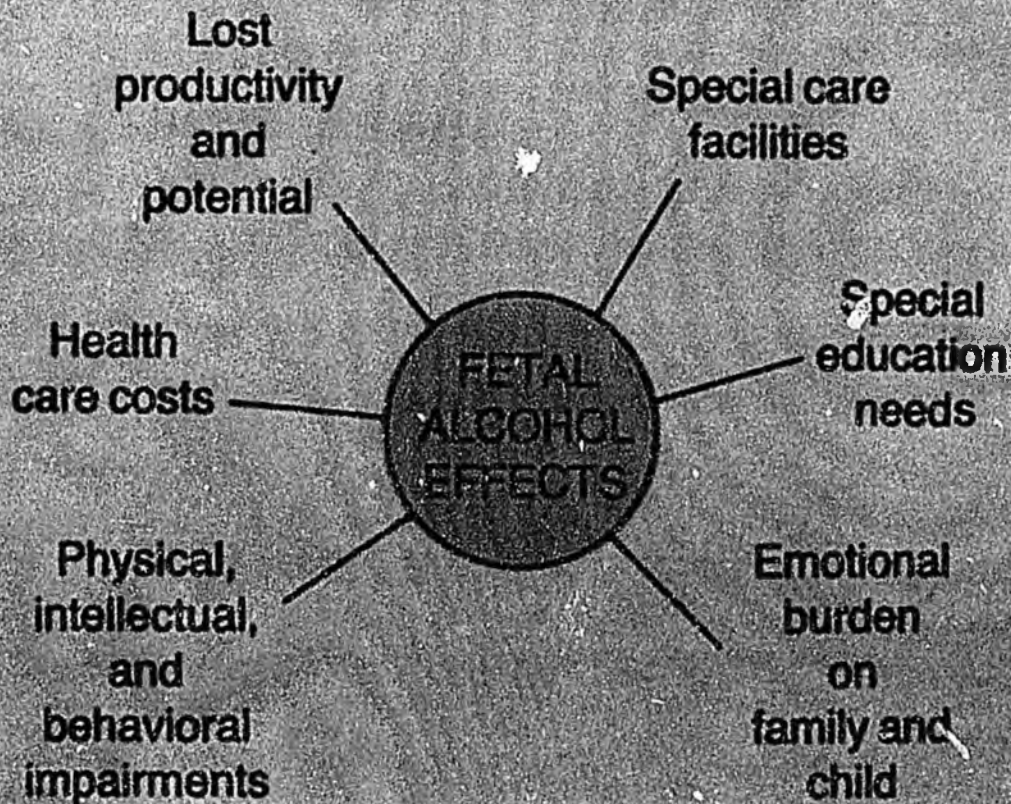 Lost
productivity
and
potential
Special care
facilities
Health
care costs
FETAL
ALCOHOL
EFFECTS
Special
education
needs
Physical,
intellectual,
and
behavioral
impairments
Emotional
burden
on
family and
child